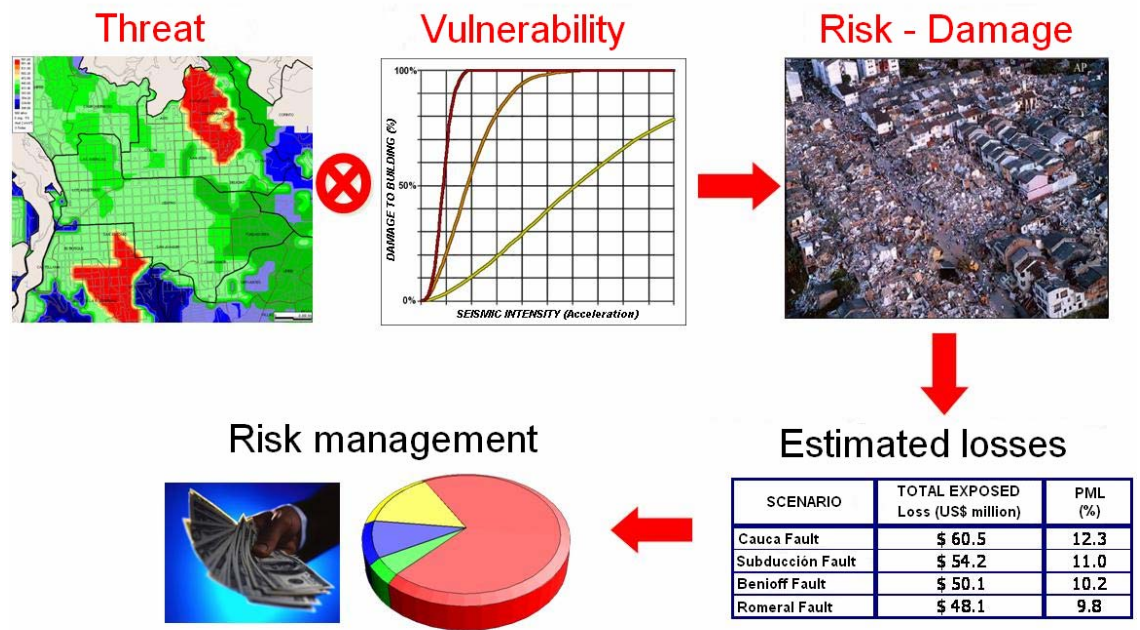 Threat
Vulnerability
Risk - Damage
100%
50%
0%
DAMAGE TO BUILDING (%)
SEISMIC INTENSITY (Acceleration)
AP
Risk management
Estimated losses
SCENARIO
TOTAL EXPOSED
Loss (US$ million)
PML
(%)
Cauca Fault $ 60.5 12.3
Subducción Fault $ 54.2 11.0
Benioff Fault $ 50.1 10.2
Romeral Fault $ 48.1 9.8